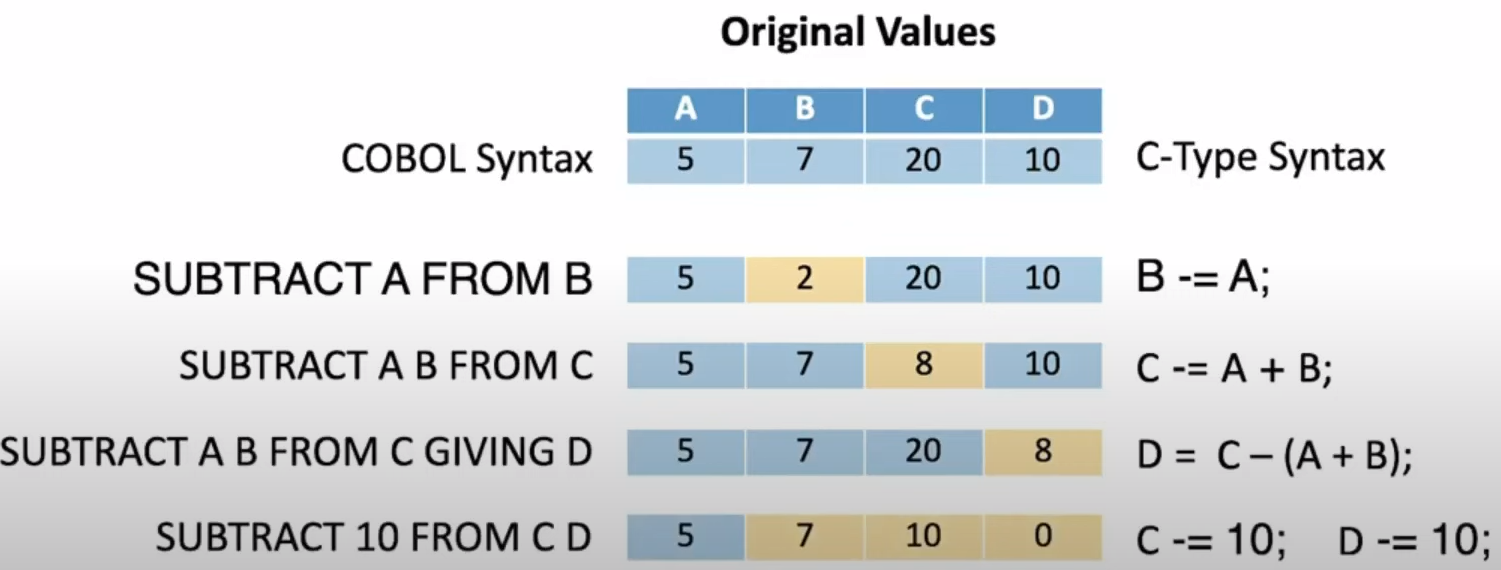 Original Values
A B C D
COBOL Syntax 5 7 20 10 C-Type Syntax
SUBTRACT A FROM B 5 2 20 10 B -= A;
SUBTRACT A B FROM C 5 7 8 10 C -= A + B;
SUBTRACT A B FROM C GIVING D 5 7 20 8 D = C – (A + B);
SUBTRACT 10 FROM C D 5 7 10 0 C -= 10; D -= 10;